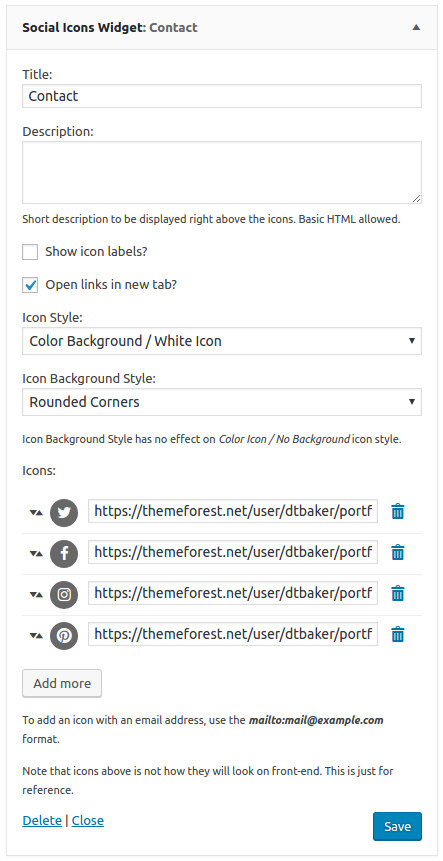 Social Icons Widget: Contact
Title:
Contact
Description:
Short description to be displayed right above the icons. Basic HTML allowed.
Show icon labels?
Open links in new tab?
Icon Style:
Color Background / White Icon
Icon Background Style:
Rounded Corners
Icon Background Style has no effect on Color Icon / No Background icon style.
Icons:
https://themeforest.net/user/dtbaker/portf
https://themeforest.net/user/dtbaker/portf
https://themeforest.net/user/dtbaker/portf
https://themeforest.net/user/dtbaker/portf
Add more
To add an icon with an email address, use the mailto:mail@example.com
format.
Note that icons above is not how they will look on front-end. This is just for
reference.
Delete | Close
Save